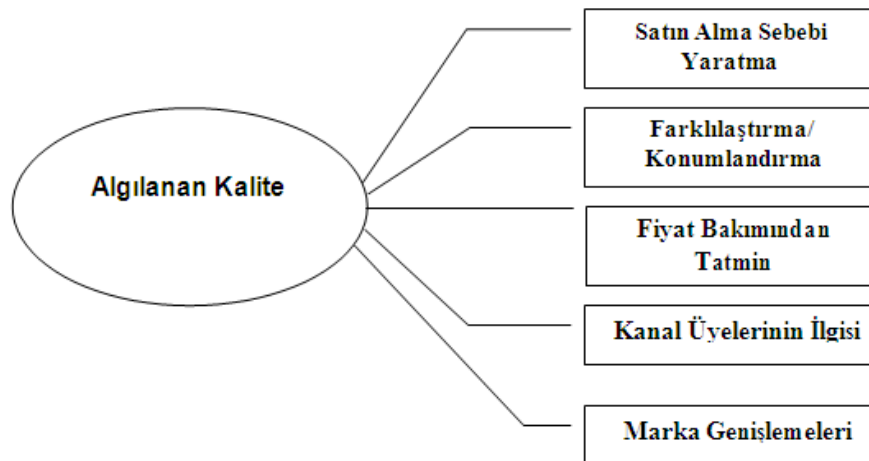 Algılanan Kalite
Satın Alma Sebebi
Yaratma
Farklılaştırma/
Konumlandırma
Fiyat Bakımından
Tatmin
Kanal Üyelerinin İlgisi
Marka Genişlemeleri